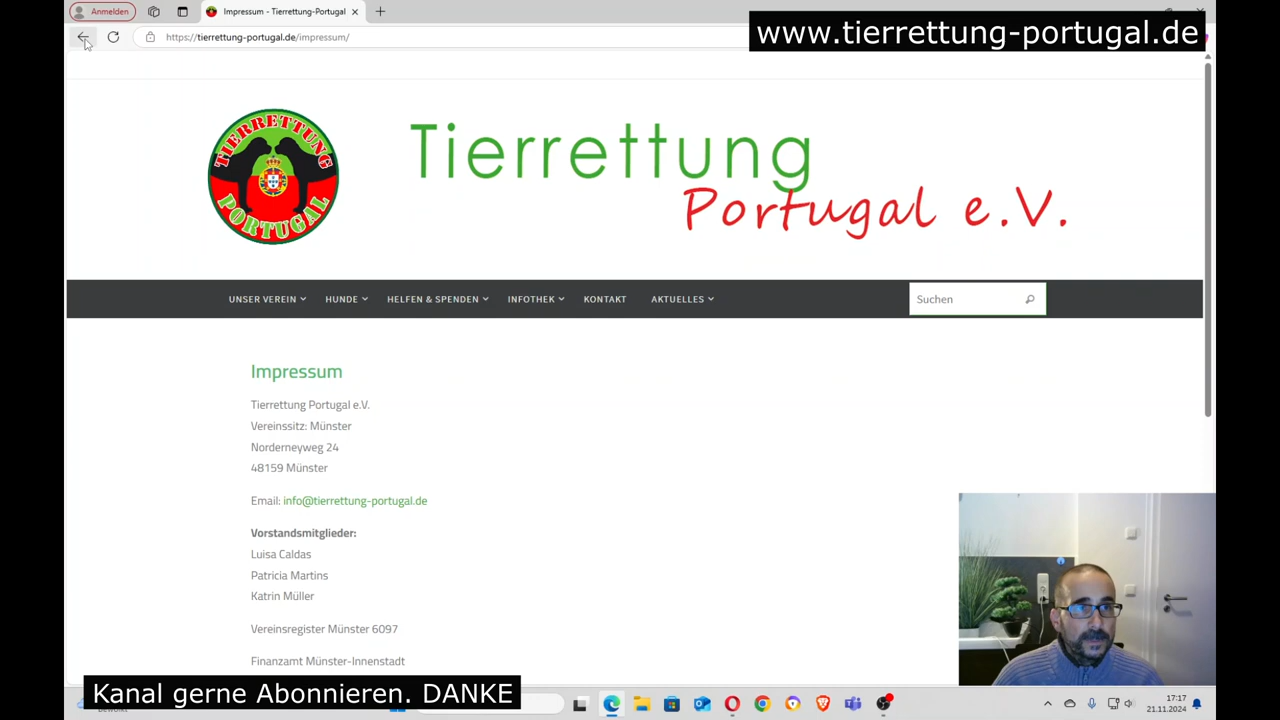 Anmelden
Impressum - Tierrettung-Portugal
https://tierrettung-portugal.de/impressum/
www.tierrettung-portugal.de
TIERRETTUNG
PORTUGAL
Tierrettung
Portugal e.V.
UNSER VEREIN
HUNDE
HELFEN & SPENDEN
INFOTHEK
KONTAKT
AKTUELLES
Suchen
Impressum
Tierrettung Portugal e.V.
Vereinssitz: Münster
Norderneyweg 24
48159 Münster
Email: info@tierrettung-portugal.de
Vorstandsmitglieder:
Luisa Caldas
Patricia Martins
Katrin Müller
Vereinsregister Münster 6097
Finanzamt Münster-Innenstadt
Kanal gerne Abonnieren. DANKE
17:17
21.11.2024